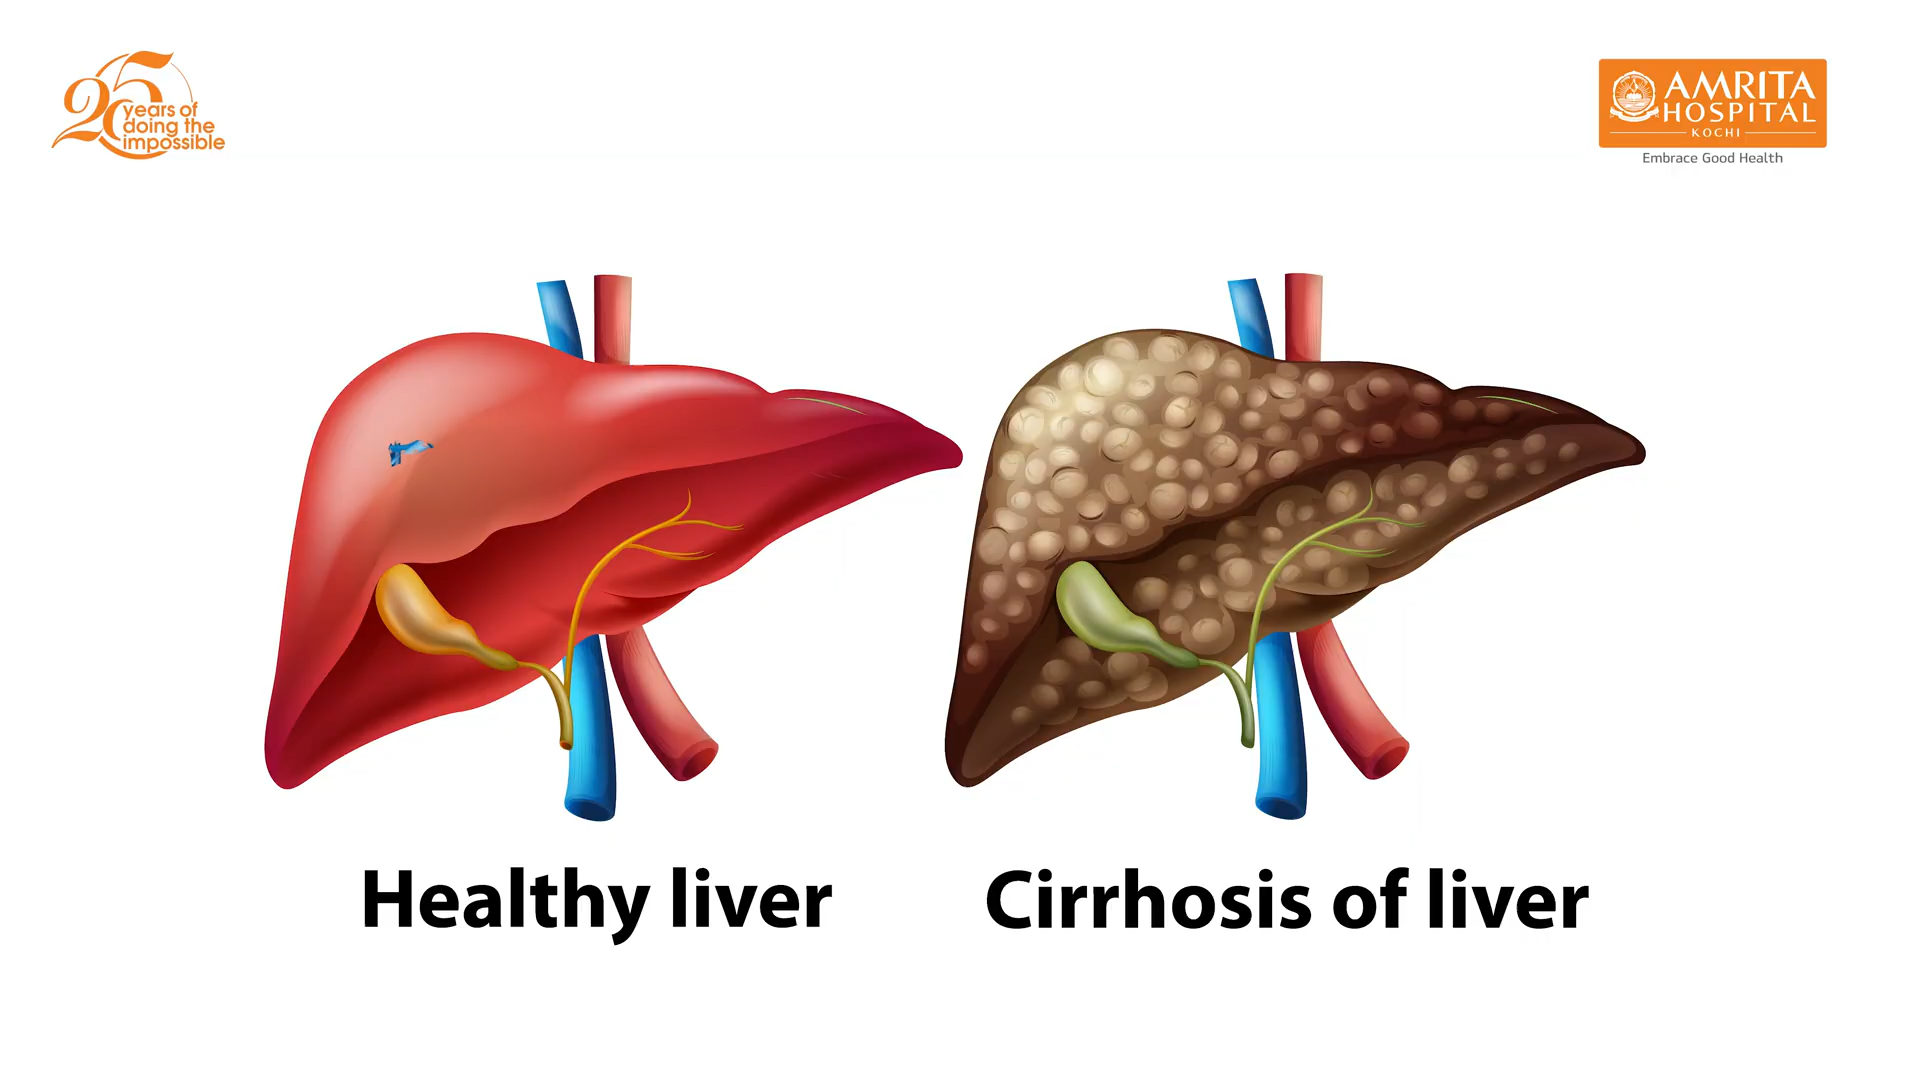 25
years of
doing the
impossible
AMRITA
HOSPITAL
KOCHI
Embrace Good Health
Healthy liver
Cirrhosis of liver